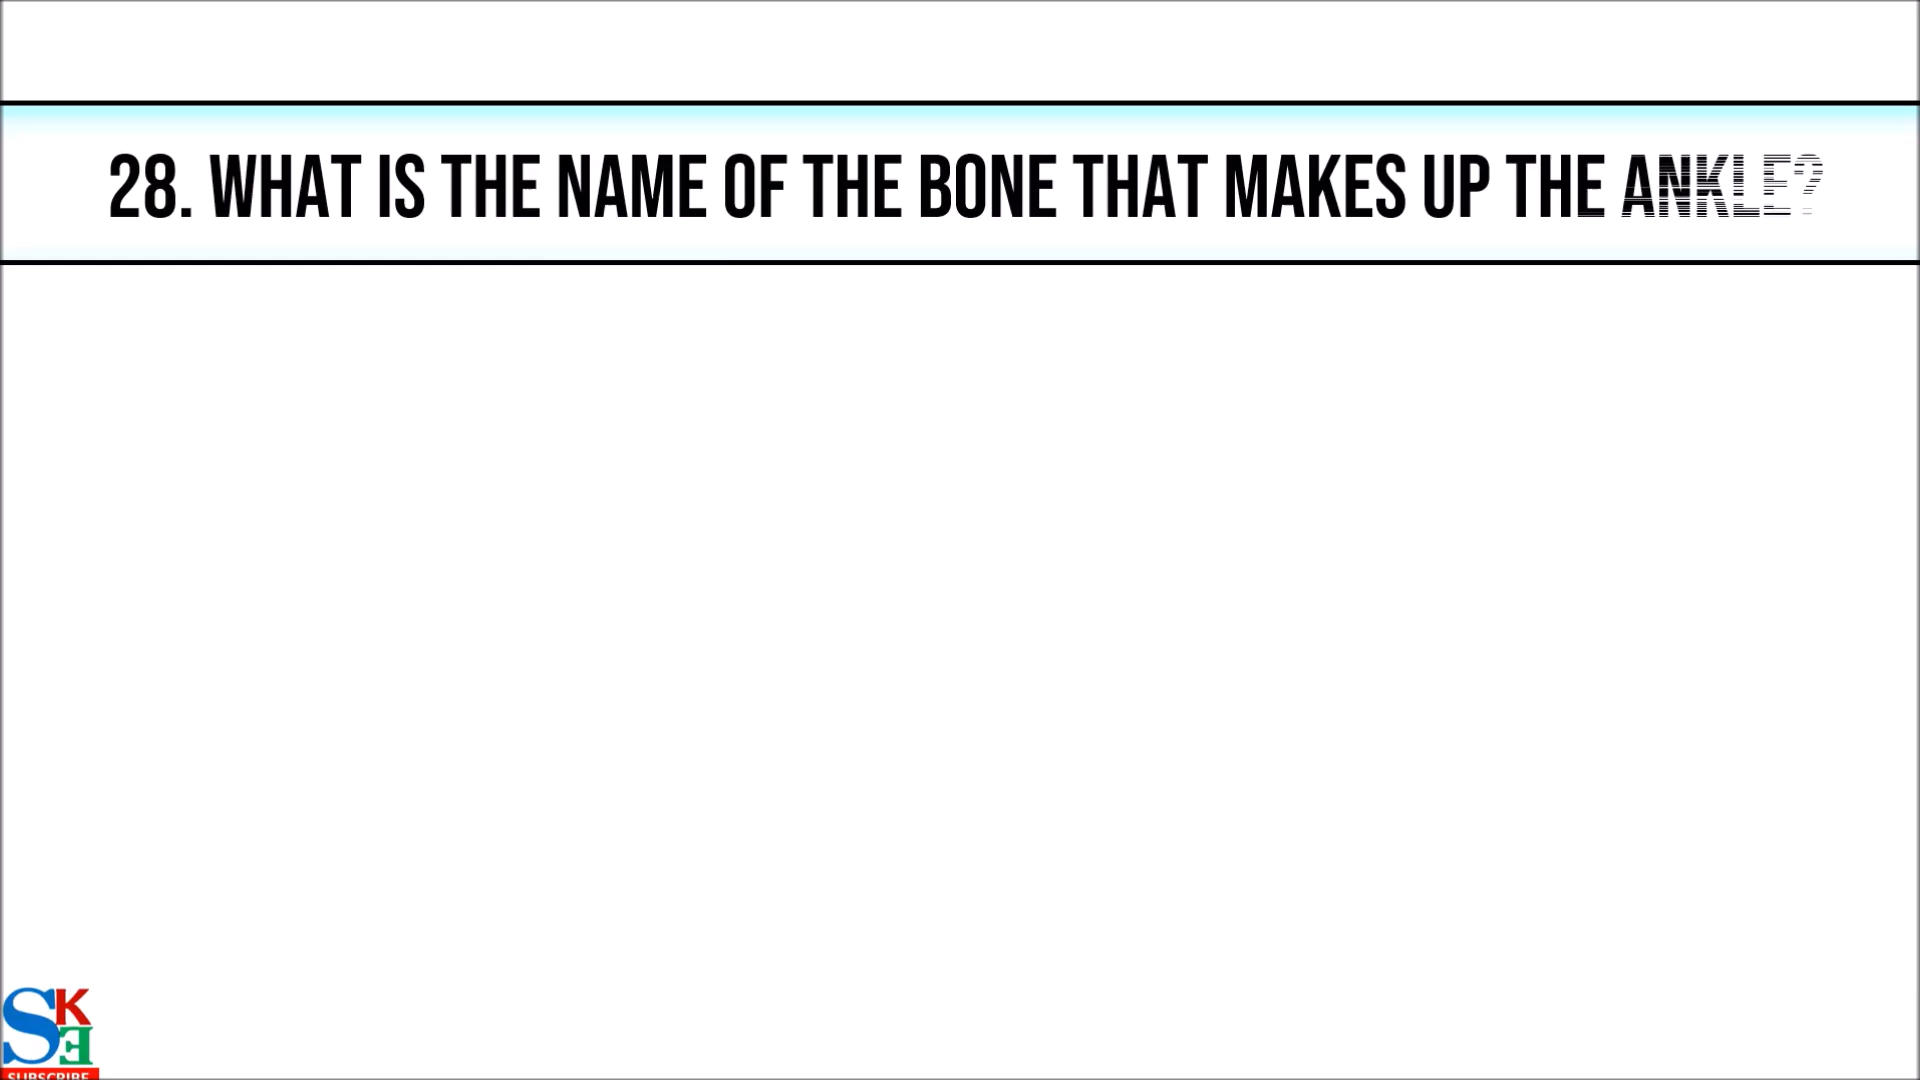 28. WHAT IS THE NAME OF THE BONE THAT MAKES UP THE ANKLE?
SKE
SUBSCRIBE